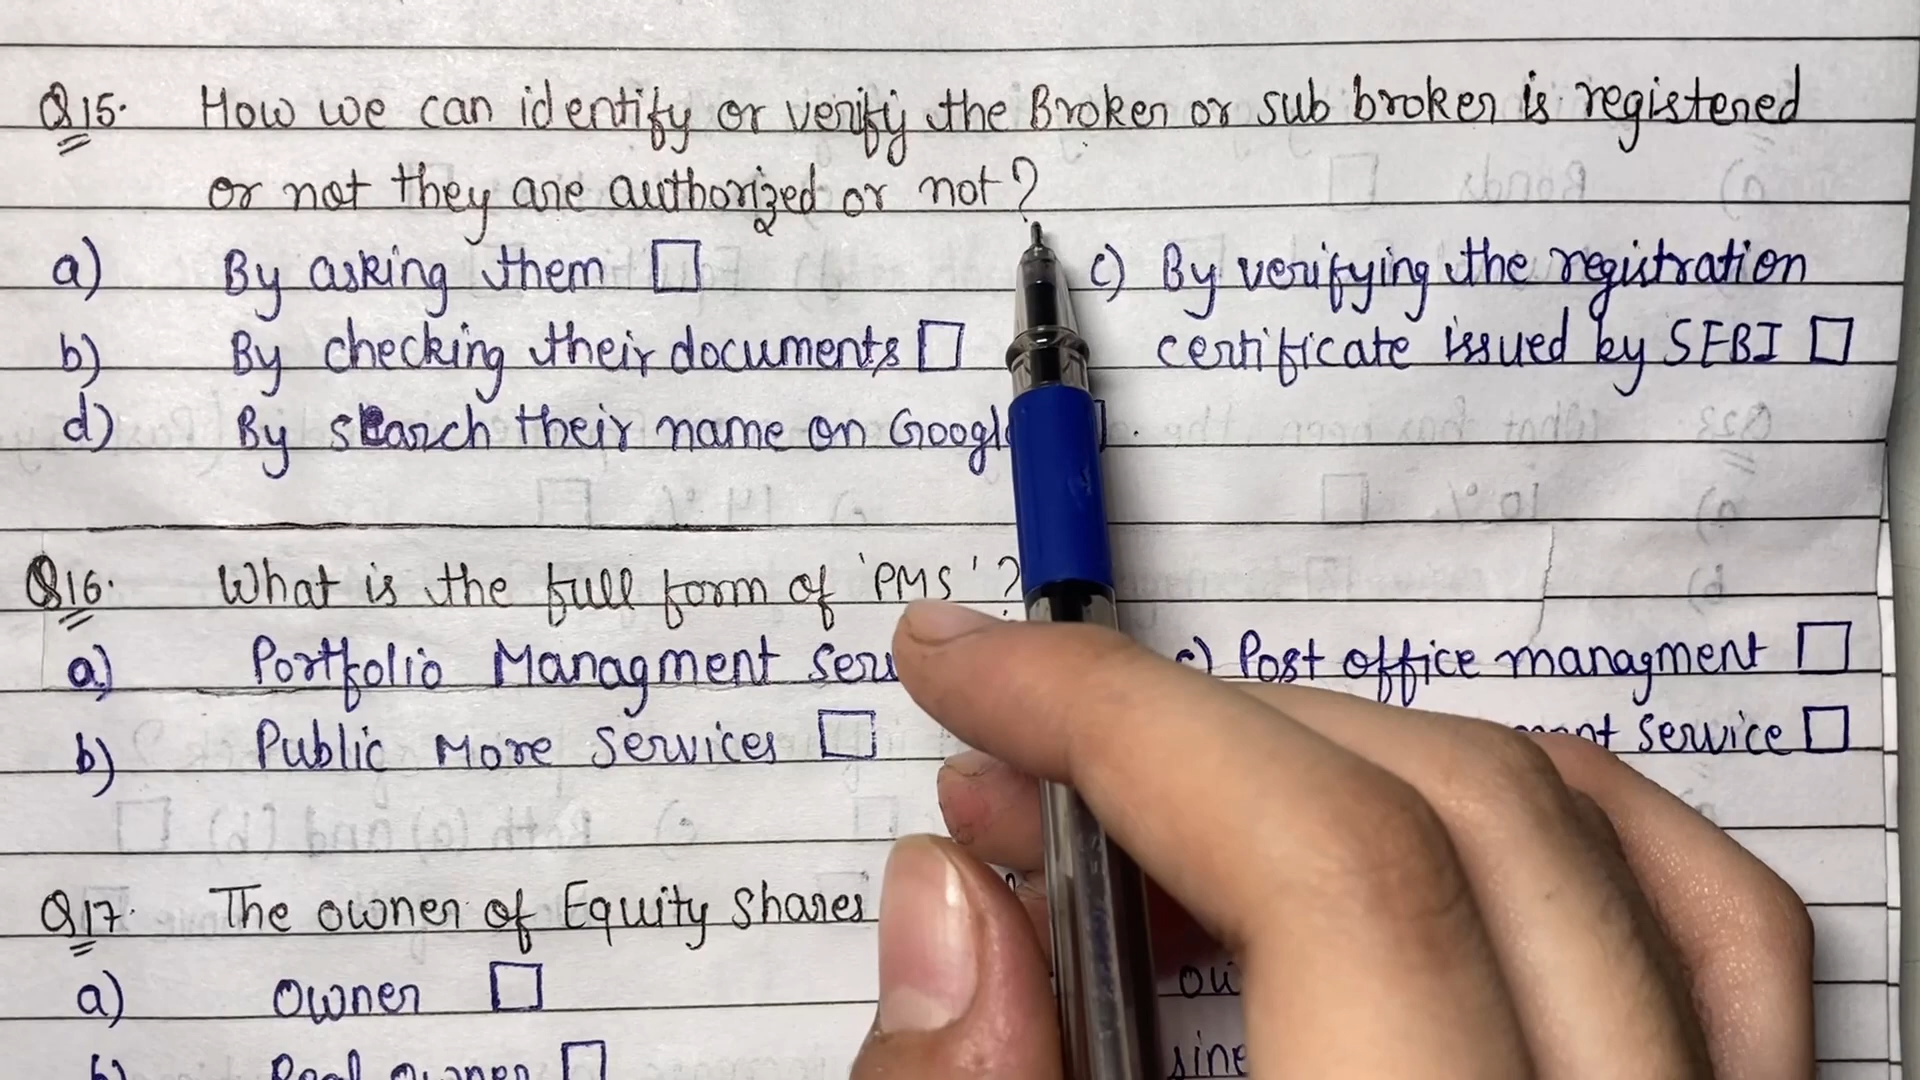 Q15. How we can identify or verify the Broker or sub broker is registered
or not they are authorized or not?
a) By asking them
c) By verifying the registration
b) By checking their documents
certificate issued by SEBI
d) By search their name on
Q16. What is the full form of 'PMS'?
a) Portfolio Managment
c) Post office managment
b) Public More Services
Service
Q17. The owner of Equity Shares
a) Owner
b) Real owner